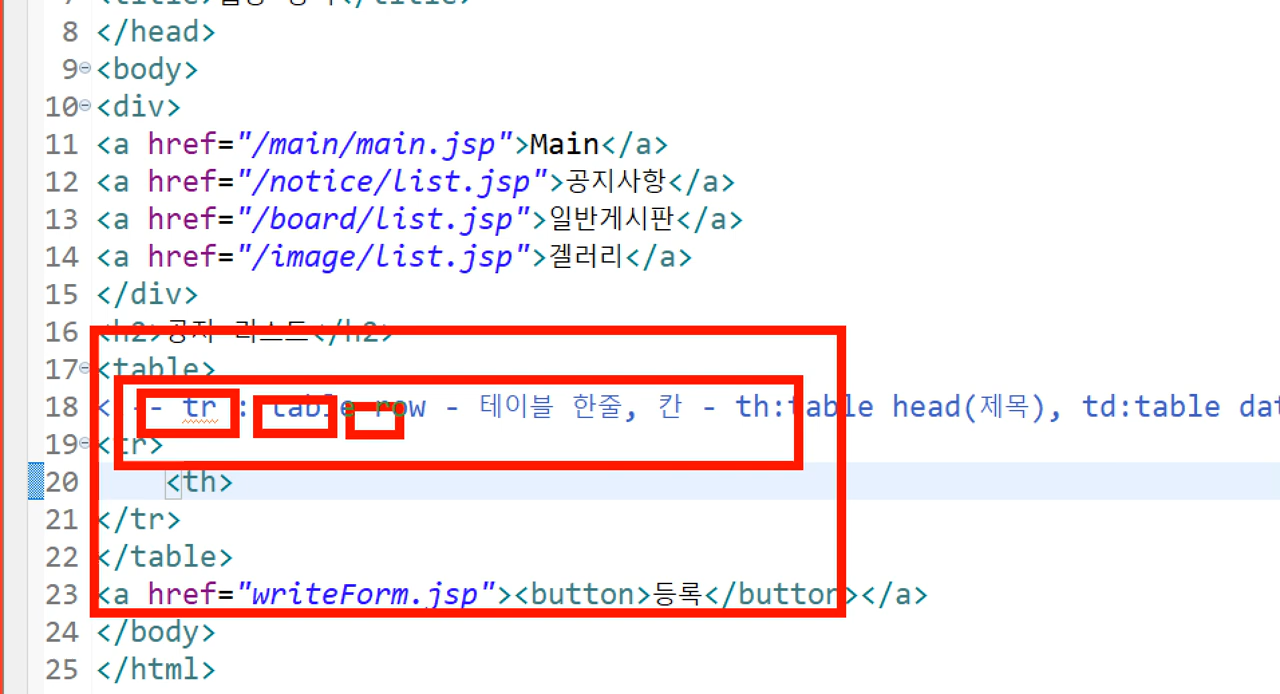 8 </head>
9 <body>
10 <div>
11 <a href="/main/main.jsp">Main</a>
12 <a href="/notice/list.jsp">공지사항</a>
13 <a href="/board/list.jsp">일반게시판</a>
14 <a href="/image/list.jsp">겔러리</a>
15 </div>
16 <h2>공지 리스트</h2>
17 <table>
18 <!-- tr : table row - 테이블 한줄, 칸 - th:table head(제목), td:table
19 <tr>
20 <th>
21 </tr>
22 </table>
23 <a href="writeForm.jsp"><button>등록</button></a>
24 </body>
25 </html>